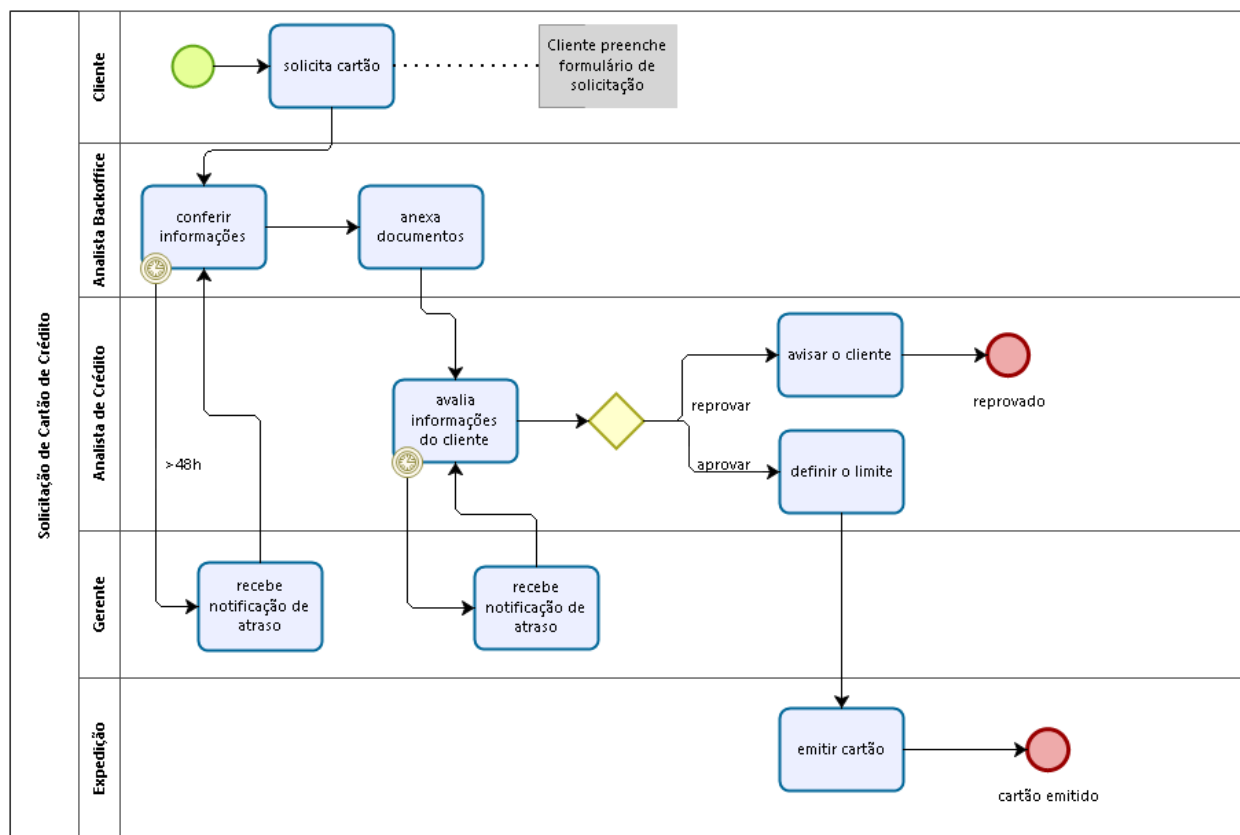 Solicitação de Cartão de Crédito
Cliente
solicita cartão
Cliente preenche
formulário de
solicitação
Analista Backoffice
conferir
informações
anexa
documentos
Analista de Crédito
>48h
avalia
informações
do cliente
reprovar
aprovar
avisar o cliente
reprovado
definir o limite
Gerente
recebe
notificação de
atraso
recebe
notificação de
atraso
Expedição
emitir cartão
cartão emitido